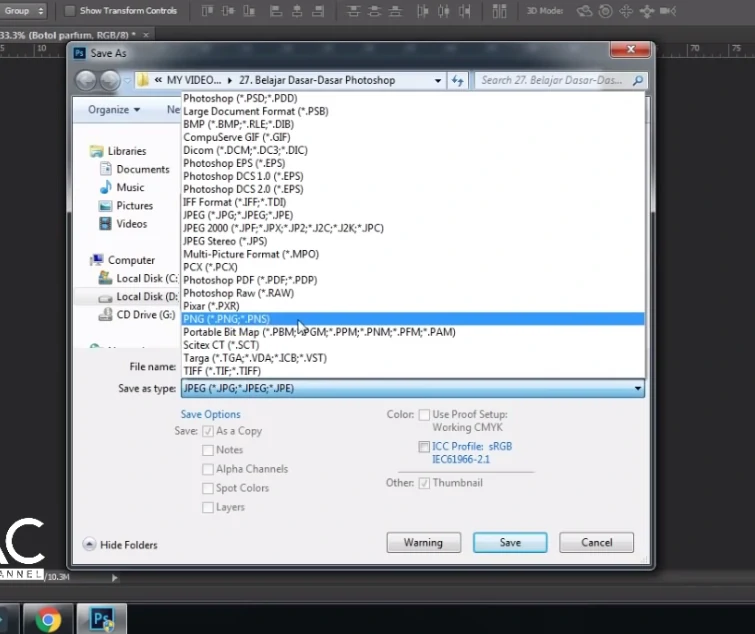 Group
Show Transform Controls
3D Mode:
33.3% (Botol parfum, RGB/8) * ×
5
10
70
75
Ps Save As
« MY VIDEO... ▸ 27. Belajar Dasar-Dasar Photoshop
Search 27. Belajar Dasar-Das...
Organize
Ne
Libraries
Documents
Music
Pictures
Videos
Computer
Local Disk (C:
Local Disk (D:
CD Drive (G:)
Photoshop (*.PSD;*.PDD)
Large Document Format (*.PSB)
BMP (*.BMP;*.RLE;*.DIB)
CompuServe GIF (*.GIF)
Dicom (*.DCM;*.DC3;*.DIC)
Photoshop EPS (*.EPS)
Photoshop DCS 1.0 (*.EPS)
Photoshop DCS 2.0 (*.EPS)
IFF Format (*.IFF;*.TDI)
JPEG (*.JPG;*.JPEG;*.JPE)
JPEG 2000 (*.JPF;*.JPX;*.JP2;*.J2C;*.J2K;*.JPC)
JPEG Stereo (*.JPS)
Multi-Picture Format (*.MPO)
PCX (*.PCX)
Photoshop PDF (*.PDF;*.PDP)
Photoshop Raw (*.RAW)
Pixar (*.PXR)
PNG (*.PNG;*.PNS)
Portable Bit Map (*.PBM;*.PGM;*.PPM;*.PNM;*.PFM;*.PAM)
Scitex CT (*.SCT)
Targa (*.TGA;*.VDA;*.ICB;*.VST)
TIFF (*.TIF;*.TIFF)
File name:
Save as type: JPEG (*.JPG;*.JPEG;*.JPE)
Save Options
Save: As a Copy
Notes
Alpha Channels
Spot Colors
Layers
Color: Use Proof Setup:
Working CMYK
ICC Profile: sRGB
IEC61966-2.1
Other: Thumbnail
Hide Folders
Warning
Save
Cancel
AC
HANNEL
/10.3M
Ps